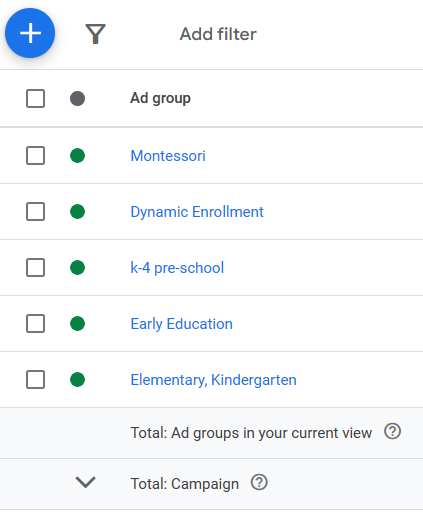 Add filter
Ad group
Montessori
Dynamic Enrollment
k-4 pre-school
Early Education
Elementary, Kindergarten
Total: Ad groups in your current view
Total: Campaign